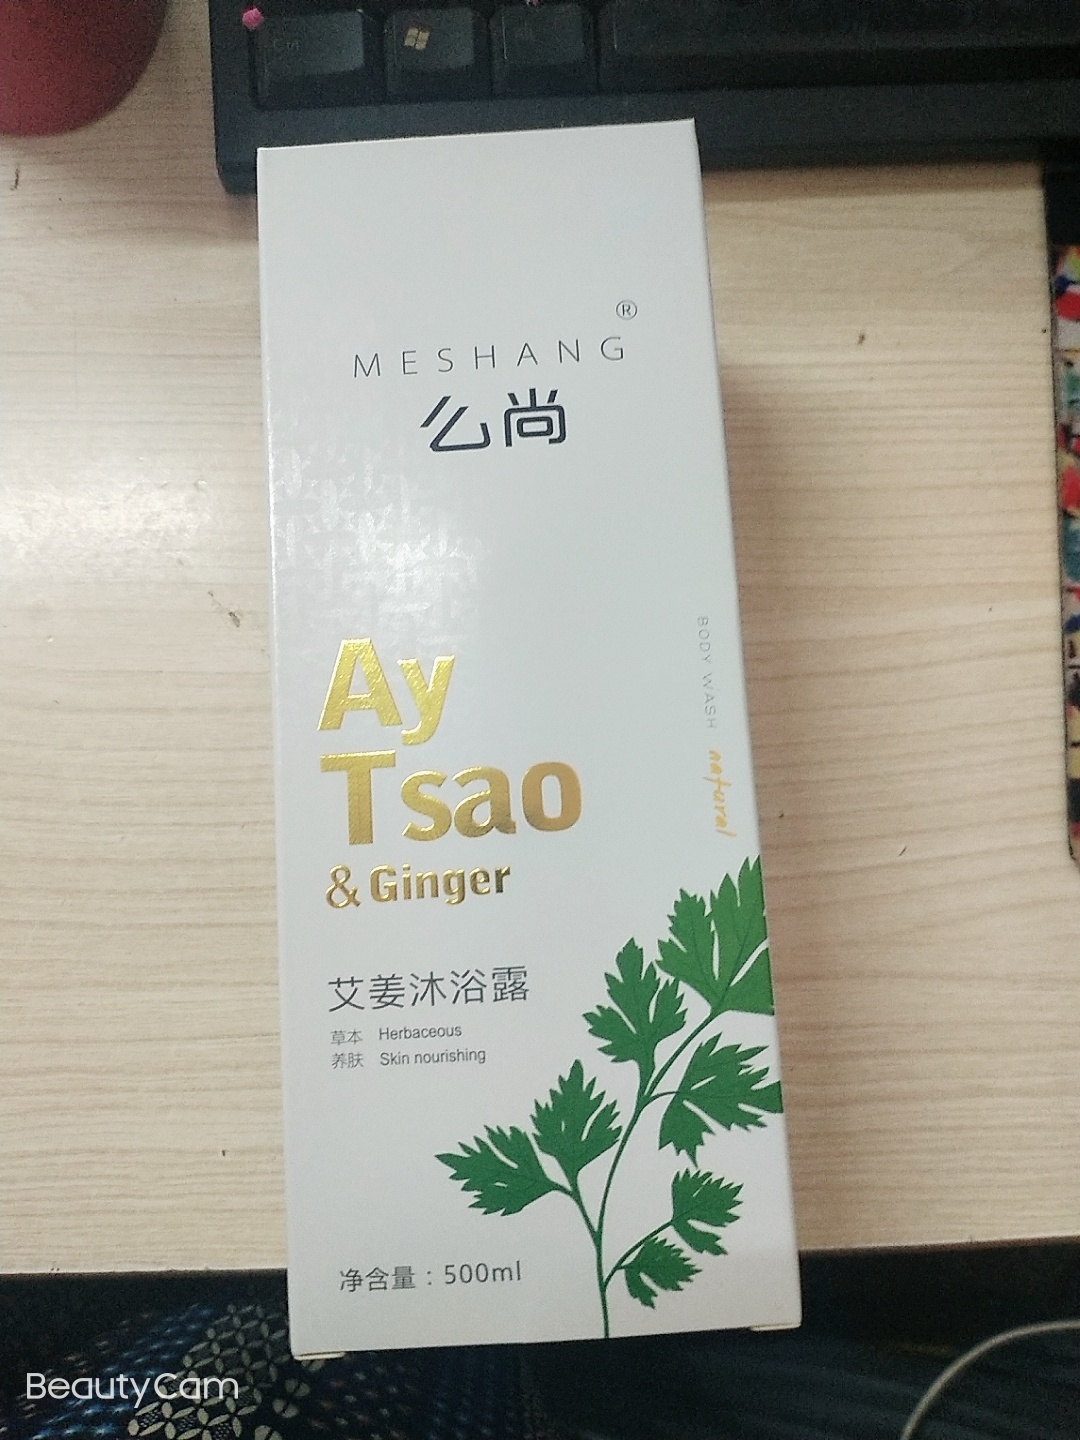 Ctrl
®
MESHANG
么尚
Ay
Tsao
& Ginger
BODY WASH natural
艾姜沐浴露
草本 Herbaceous
养肤 Skin nourishing
净含量：500ml
BeautyCam